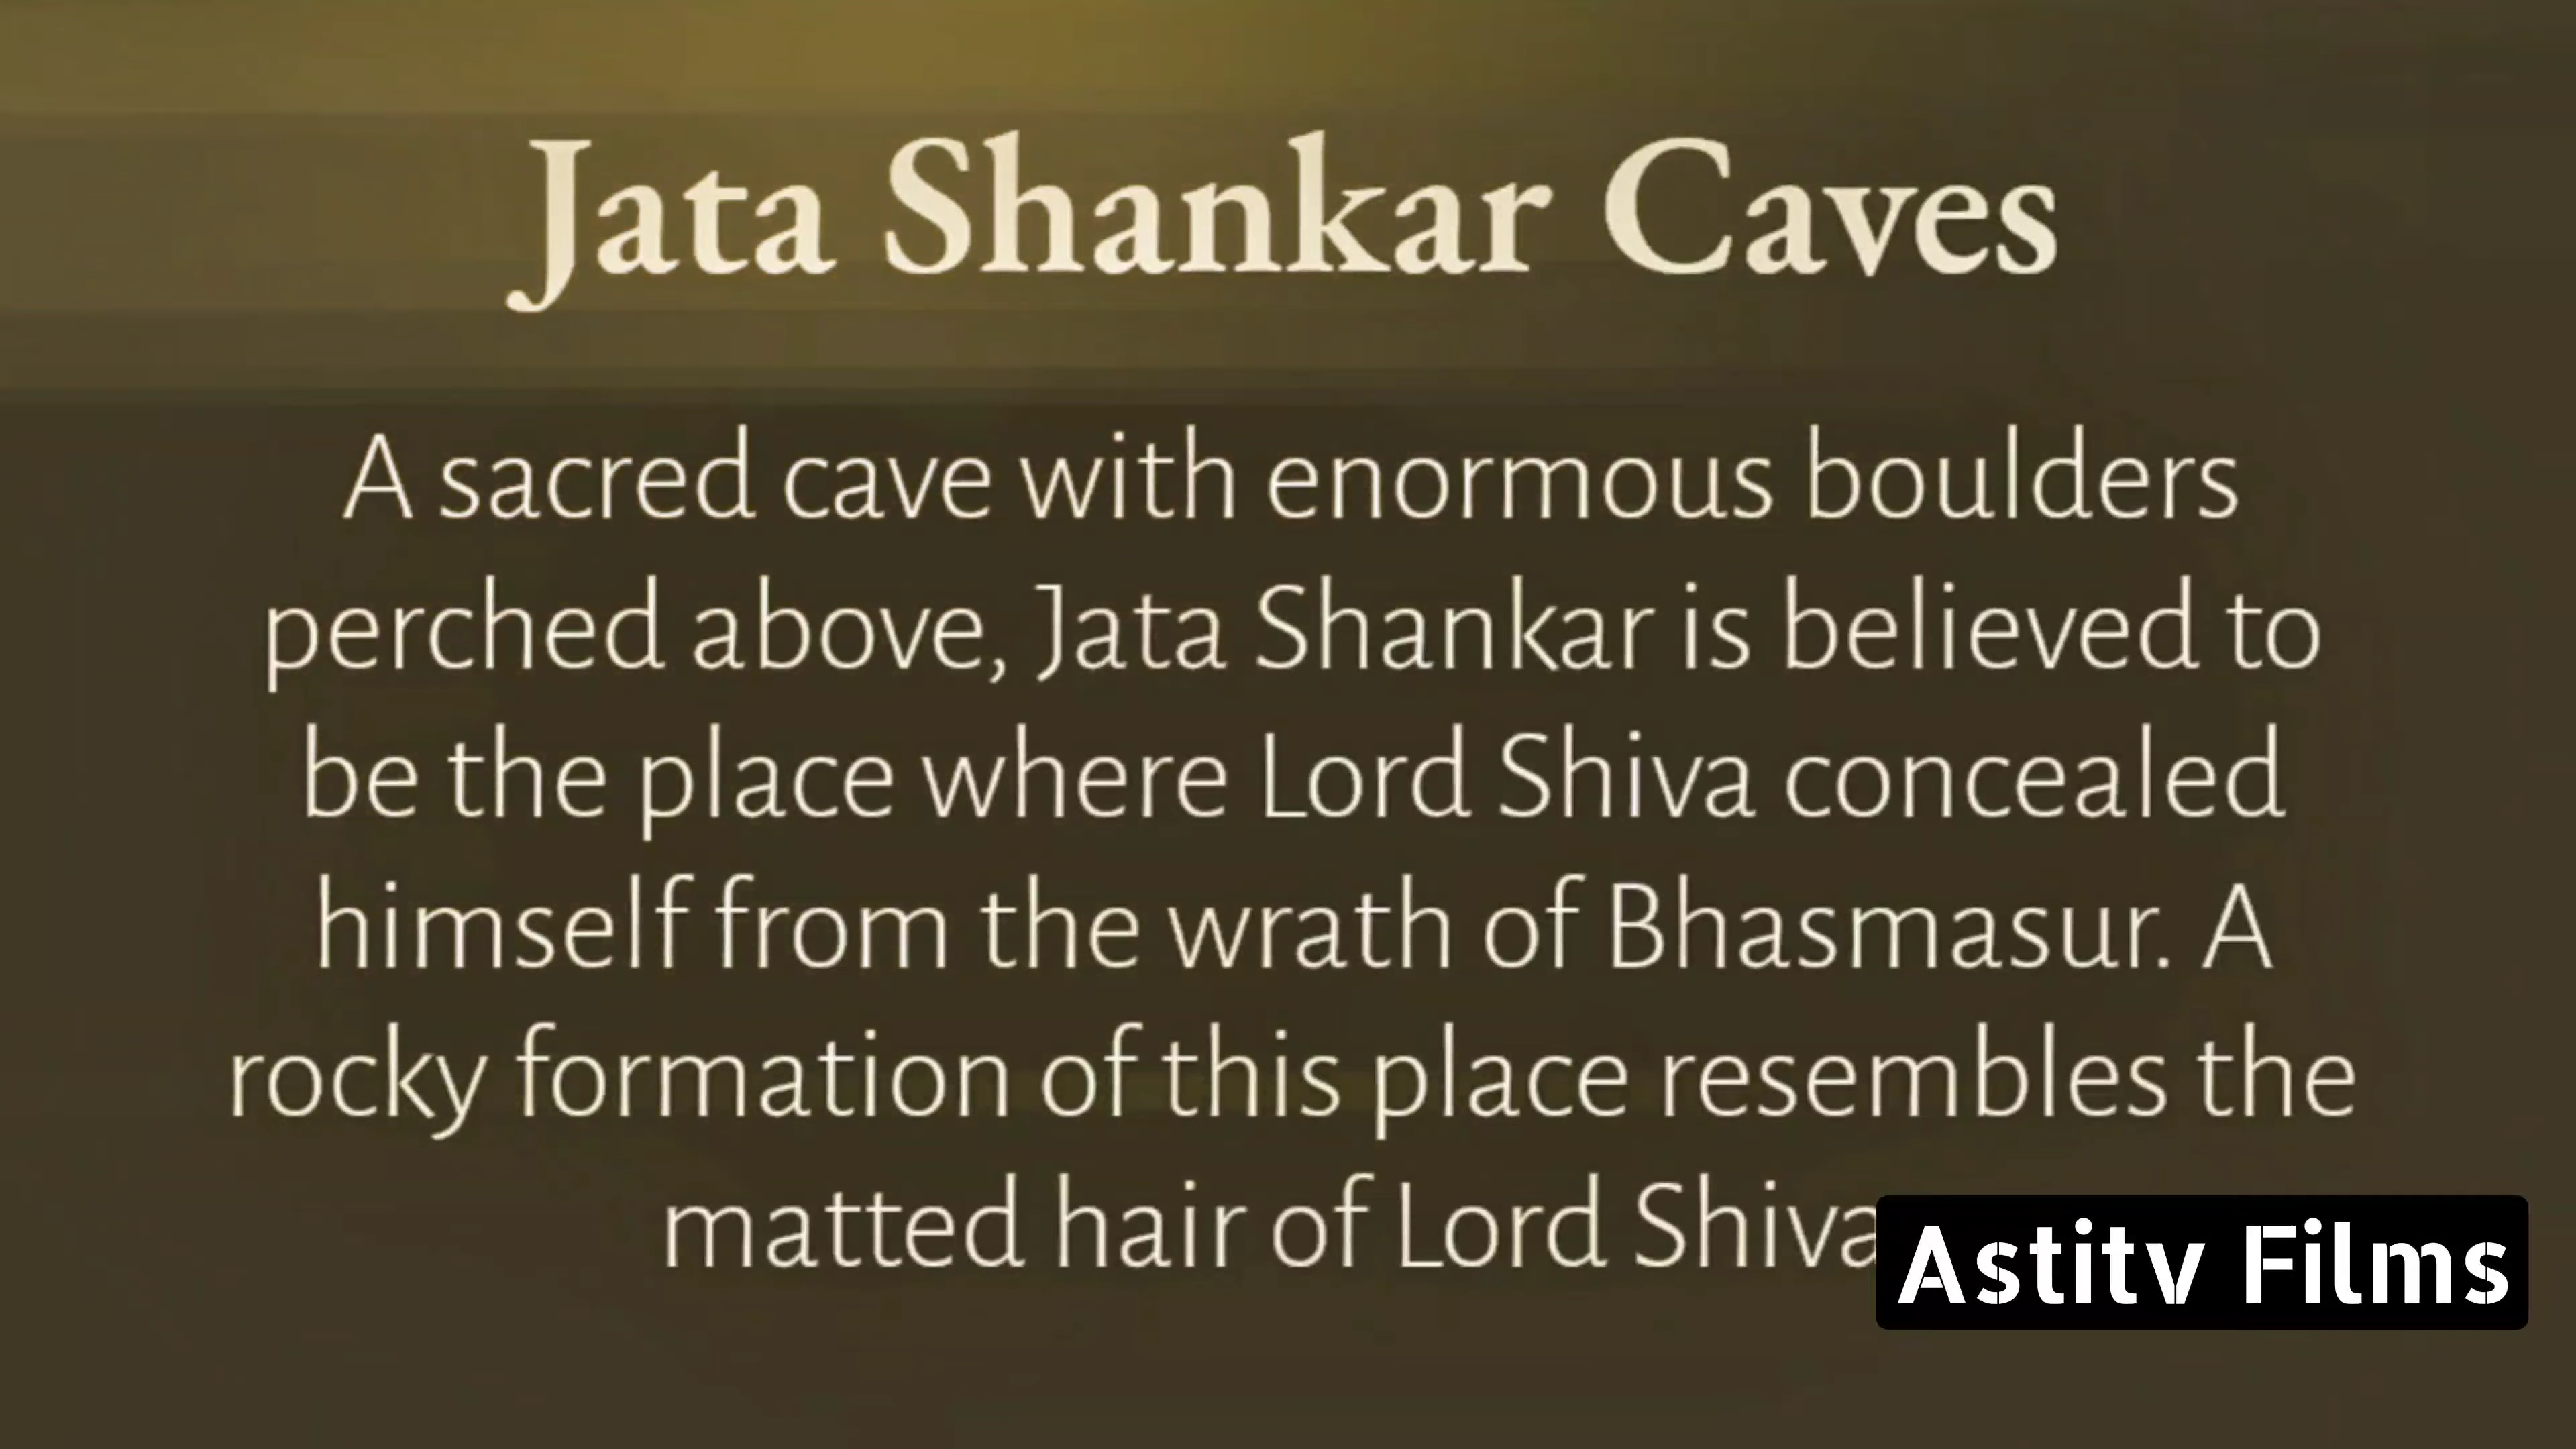 Jata Shankar Caves
A sacred cave with enormous boulders
perched above, Jata Shankar is believed to
be the place where Lord Shiva concealed
himself from the wrath of Bhasmasur. A
rocky formation of this place resembles the
matted hair of Lord Shiva
Astitv Films